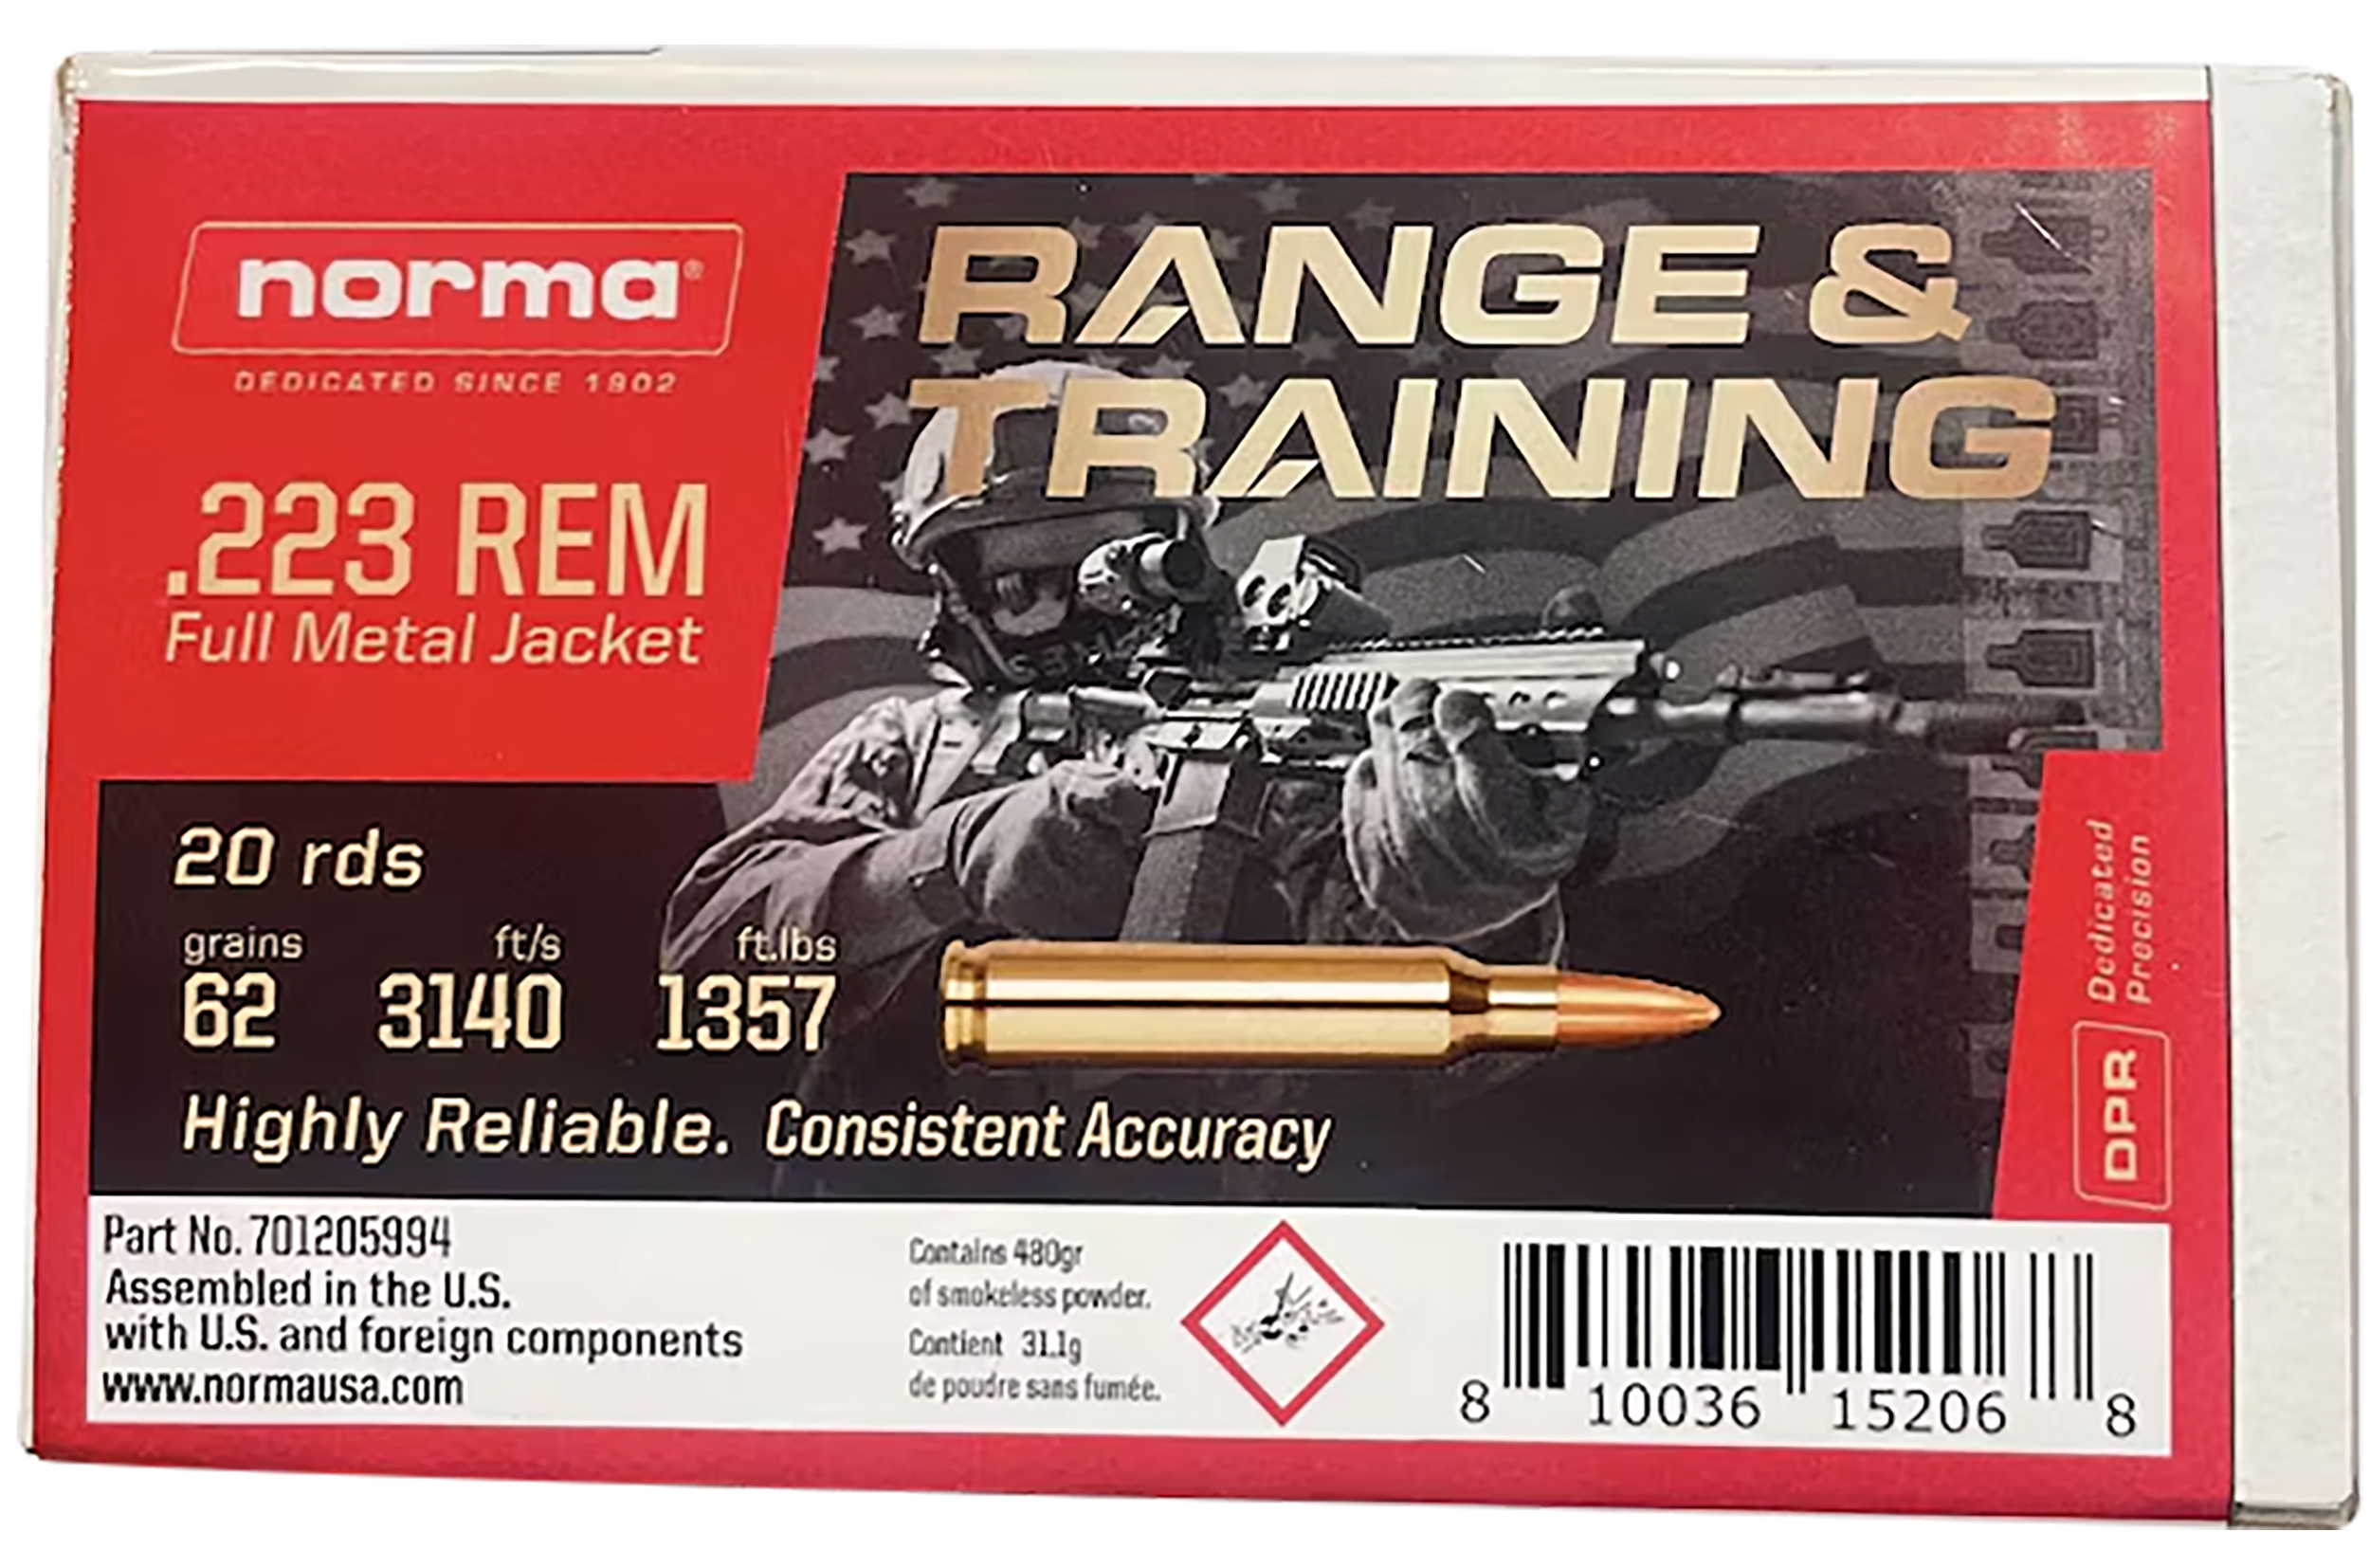 norma®
DEDICATED SINCE 1902
.223 REM
Full Metal Jacket
RANGE &
TRAINING
20 rds
grains ft/s ft.lbs
62 3140 1357
Highly Reliable. Consistent Accuracy
DPR Dedicated
Precision
Part No. 701205994
Assembled in the U.S.
with U.S. and foreign components
www.normausa.com
Contains 480gr
of smokeless powder.
Contient 31.1g
de poudre sans fumée.
8 10036 15206 8